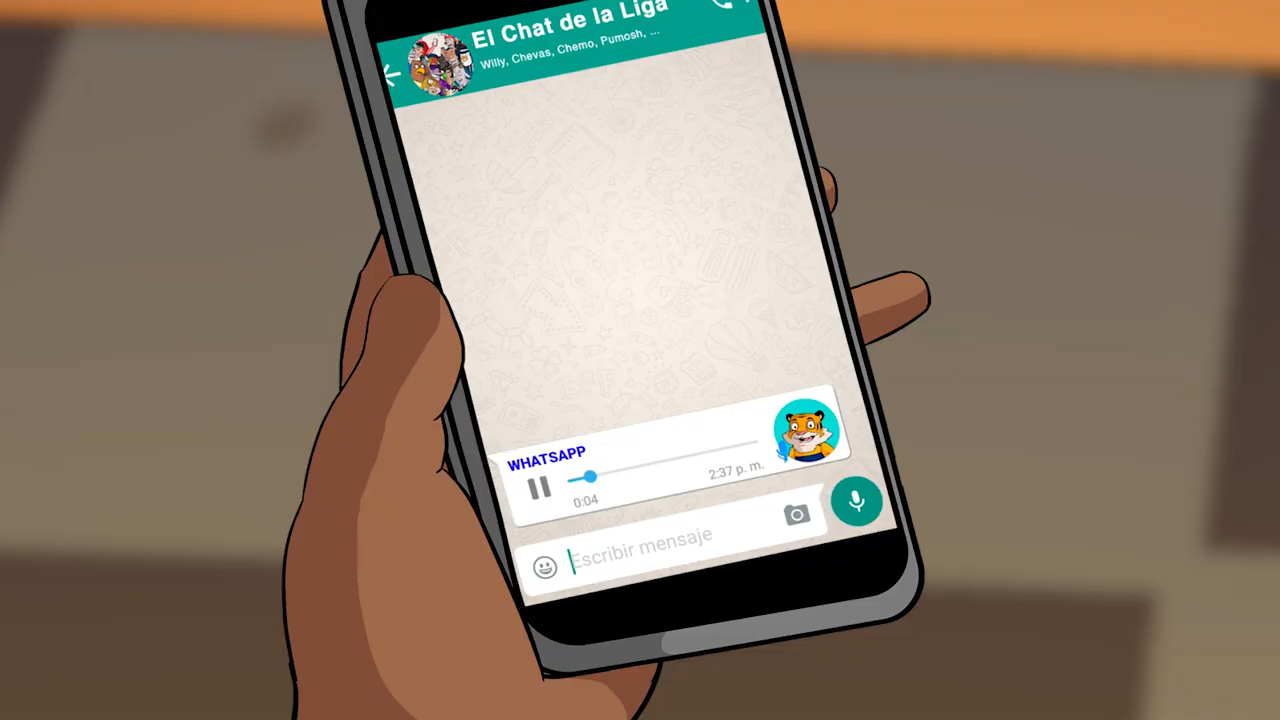 El Chat de la Liga
Willy, Chevas, Chemo, Pumosh, ...
WHATSAPP
0:04
2:37 p. m.
Escribir mensaje